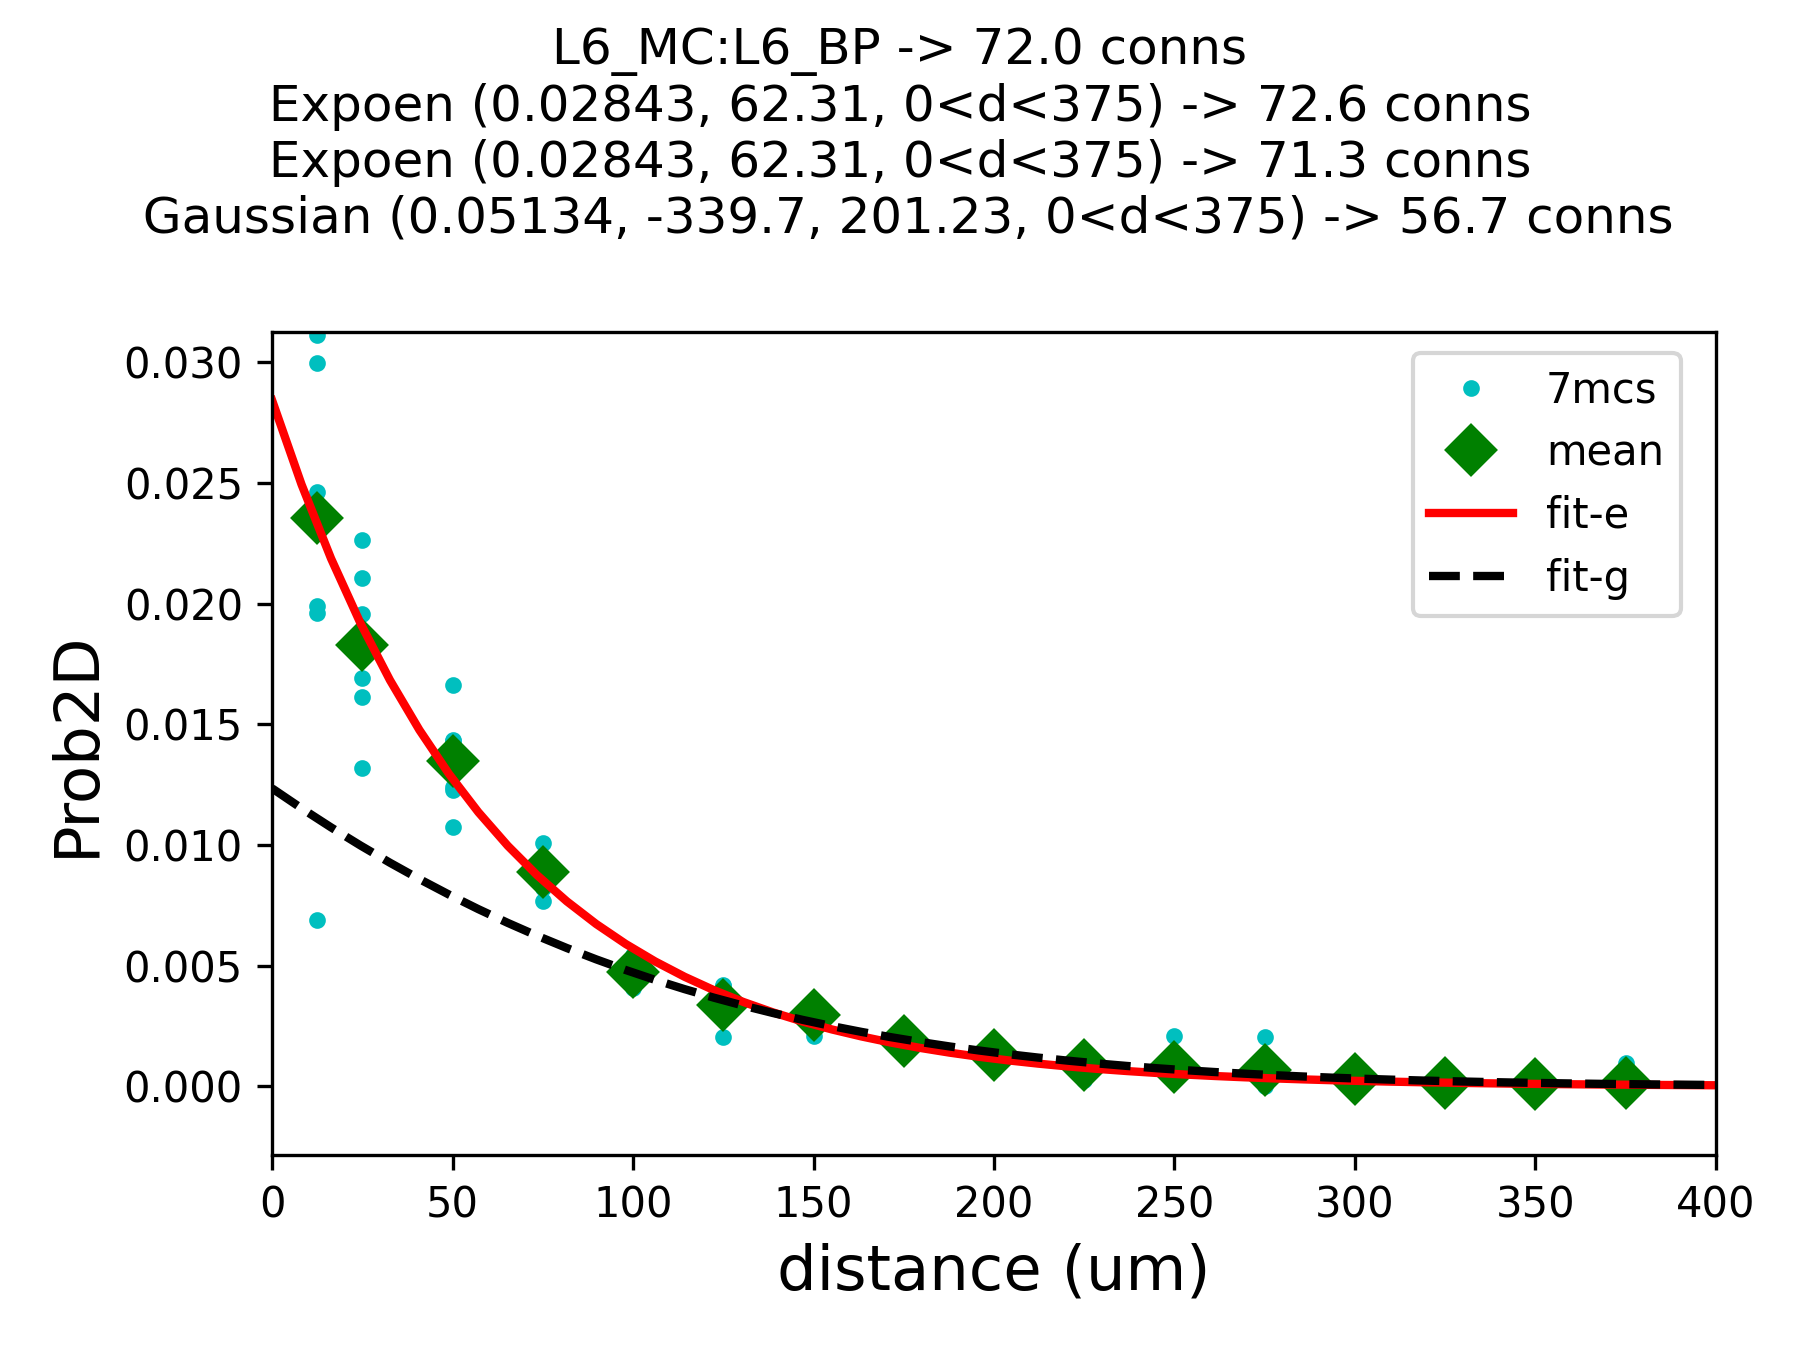 L6_MC:L6_BP -> 72.0 conns
Expoen (0.02843, 62.31, 0<d<375) -> 72.6 conns
Expoen (0.02843, 62.31, 0<d<375) -> 71.3 conns
Gaussian (0.05134, -339.7, 201.23, 0<d<375) -> 56.7 conns
7mcs
mean
fit-e
fit-g
Prob2D
0.030
0.025
0.020
0.015
0.010
0.005
0.000
0 50 100 150 200 250 300 350 400
distance (um)